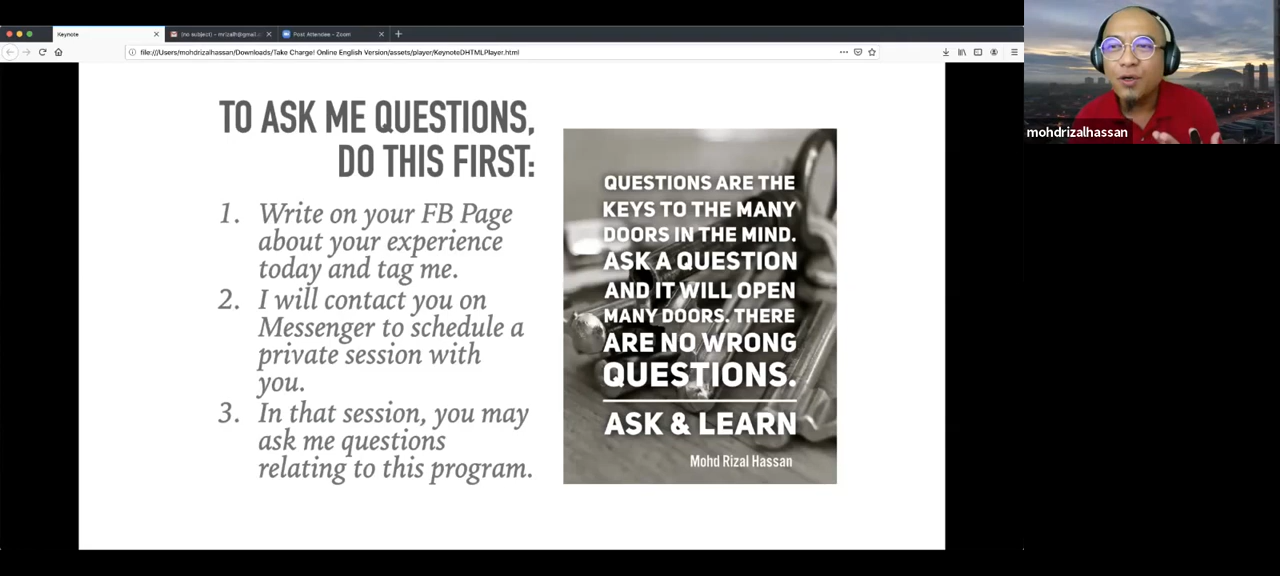 Keynote
(no subject) - mrizalh@gmail.c
Post Attendee - Zoom
file:///Users/mohdrizalhassan/Downloads/Take Charge! Online English Version/assets/player/KeynoteDHTMLPlayer.html
mohdrizalhassan
TO ASK ME QUESTIONS,
DO THIS FIRST:
1. Write on your FB Page
about your experience
today and tag me.
2. I will contact you on
Messenger to schedule a
private session with
you.
3. In that session, you may
ask me questions
relating to this program.
QUESTIONS ARE THE
KEYS TO THE MANY
DOORS IN THE MIND.
ASK A QUESTION
AND IT WILL OPEN
MANY DOORS. THERE
ARE NO WRONG
QUESTIONS.
ASK & LEARN
Mohd Rizal Hassan